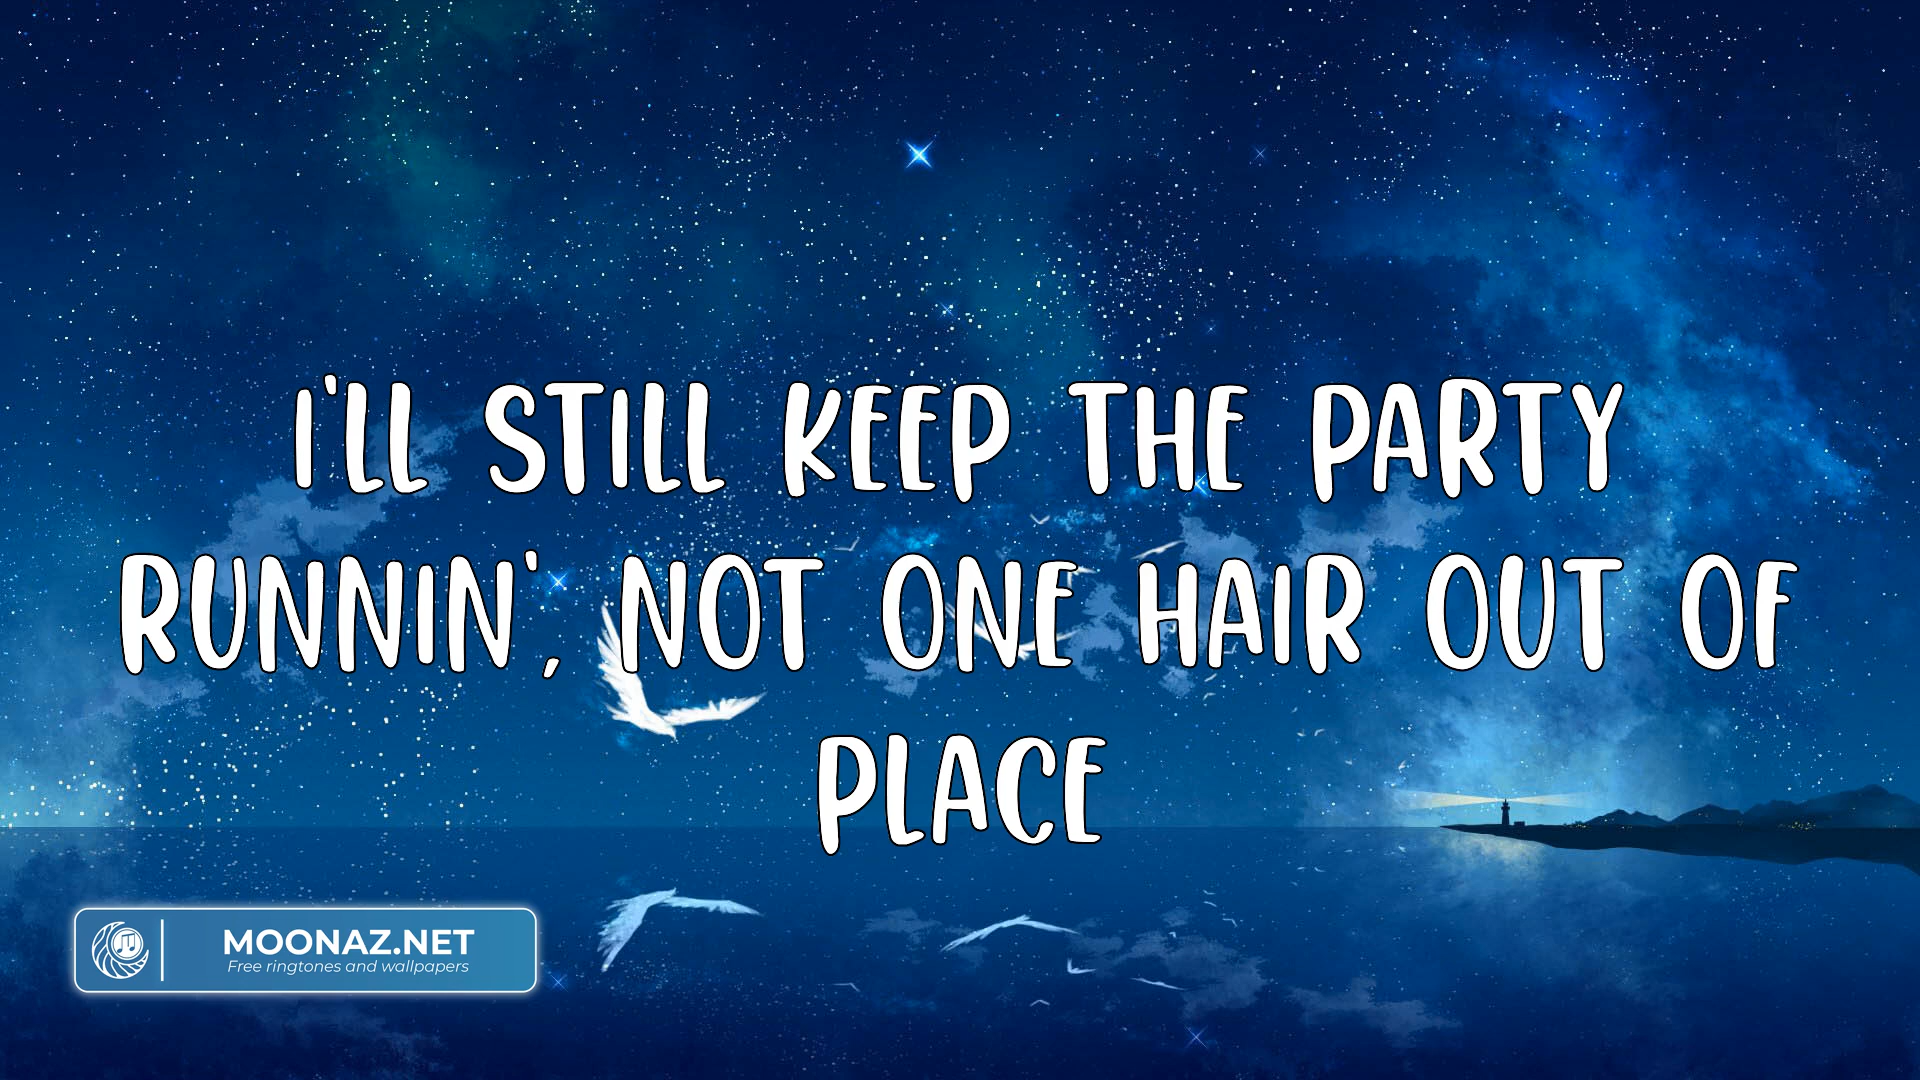 I'LL STILL KEEP THE PARTY
RUNNIN', NOT ONE HAIR OUT OF
PLACE
MOONAZ.NET
Free ringtones and wallpapers